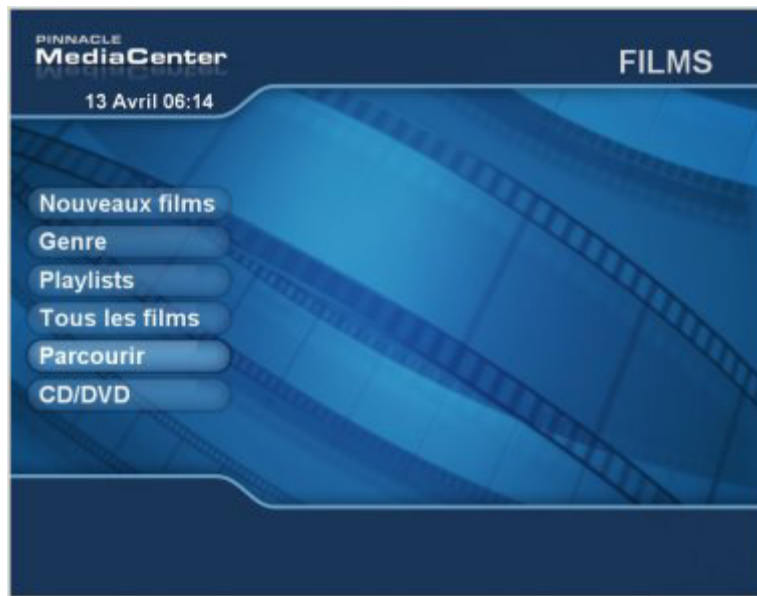 PINNACLE
MediaCenter
FILMS
13 Avril 06:14
Nouveaux films
Genre
Playlists
Tous les films
Parcourir
CD/DVD